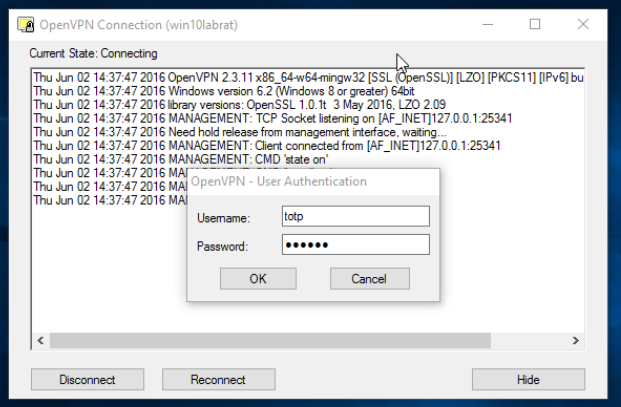 OpenVPN Connection (win10labrat)
Current State: Connecting
Thu Jun 02 14:37:47 2016 OpenVPN 2.3.11 x86_64-w64-mingw32 [SSL (OpenSSL)] [LZO] [PKCS11] [IPv6] bu
Thu Jun 02 14:37:47 2016 Windows version 6.2 (Windows 8 or greater) 64bit
Thu Jun 02 14:37:47 2016 library versions: OpenSSL 1.0.1t  3 May 2016, LZO 2.09
Thu Jun 02 14:37:47 2016 MANAGEMENT: TCP Socket listening on [AF_INET]127.0.0.1:25341
Thu Jun 02 14:37:47 2016 Need hold release from management interface, waiting...
Thu Jun 02 14:37:47 2016 MANAGEMENT: Client connected from [AF_INET]127.0.0.1:25341
Thu Jun 02 14:37:47 2016 MANAGEMENT: CMD 'state on'
Thu Jun 02 14:37:47 2016
Thu Jun 02 14:37:47 2016
Thu Jun 02 14:37:47 2016
OpenVPN - User Authentication
Username: totp
Password: ●●●●●●
OK Cancel
Disconnect Reconnect Hide